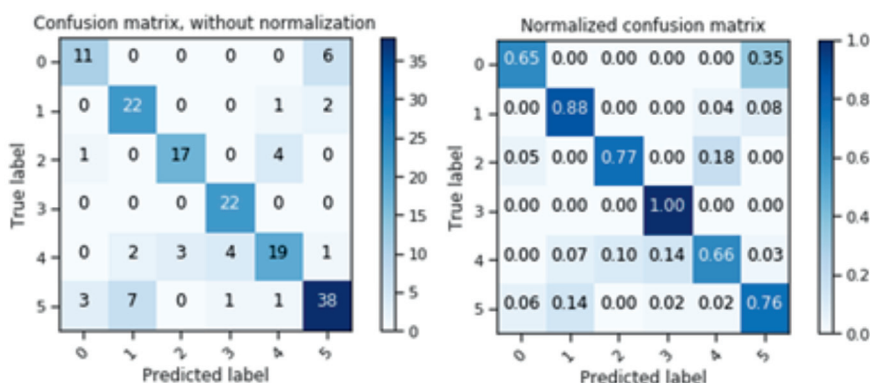 Confusion matrix, without normalization
0 11 0 0 0 0 6
1 0 22 0 0 1 2
2 1 0 17 0 4 0
3 0 0 0 22 0 0
4 0 2 3 4 19 1
5 3 7 0 1 1 38
0 1 2 3 4 5
True label
Predicted label
35
30
25
20
15
10
5
0
Normalized confusion matrix
0 0.65 0.00 0.00 0.00 0.00 0.35
1 0.00 0.88 0.00 0.00 0.04 0.08
2 0.05 0.00 0.77 0.00 0.18 0.00
3 0.00 0.00 0.00 1.00 0.00 0.00
4 0.00 0.07 0.10 0.14 0.66 0.03
5 0.06 0.14 0.00 0.02 0.02 0.76
0 1 2 3 4 5
True label
Predicted label
1.0
0.8
0.6
0.4
0.2
0.0